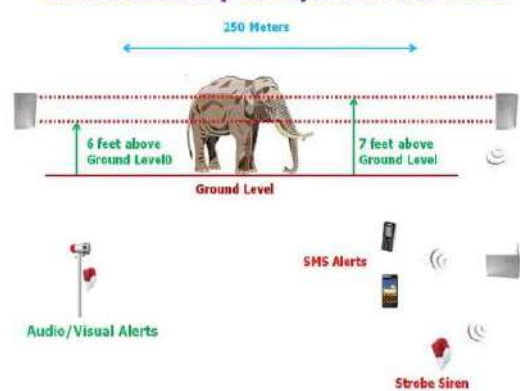 250 Meters
6 feet above
Ground Level0
7 feet above
Ground Level
Ground Level
SMS Alerts
Audio/Visual Alerts
Strobe Siren